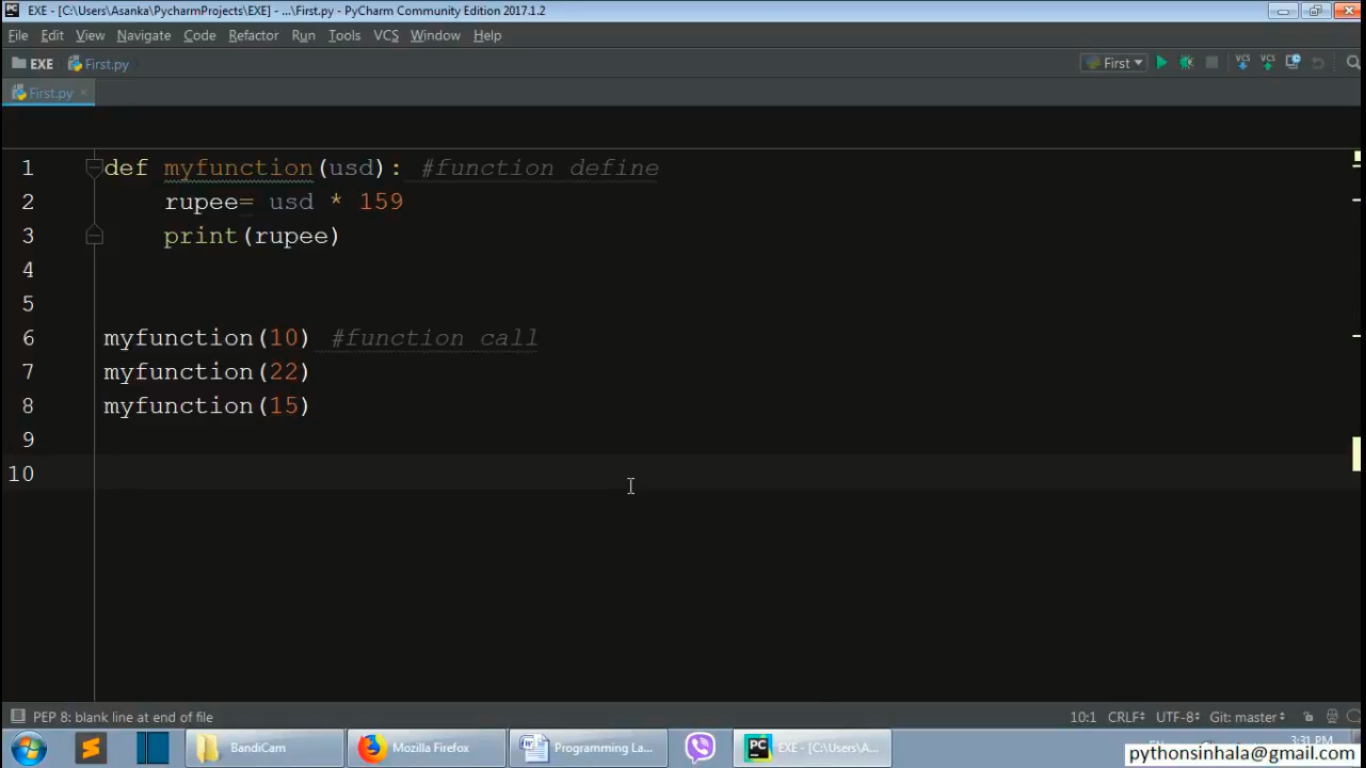 EXE - [C:\Users\Asanka\PycharmProjects\EXE] - ...\First.py - PyCharm Community Edition 2017.1.2
File Edit View Navigate Code Refactor Run Tools VCS Window Help
EXE First.py First VCS VCS
First.py
1 def myfunction(usd): #function define
2 rupee= usd * 159
3 print(rupee)
4
5
6 myfunction(10) #function call
7 myfunction(22)
8 myfunction(15)
9
10
PEP 8: blank line at end of file 10:1 CRLF UTF-8 Git: master
BandiCam Mozilla Firefox Programming La... PC EXE - [C:\Users\A... 3:31 PM
pythonsinhala@gmail.com